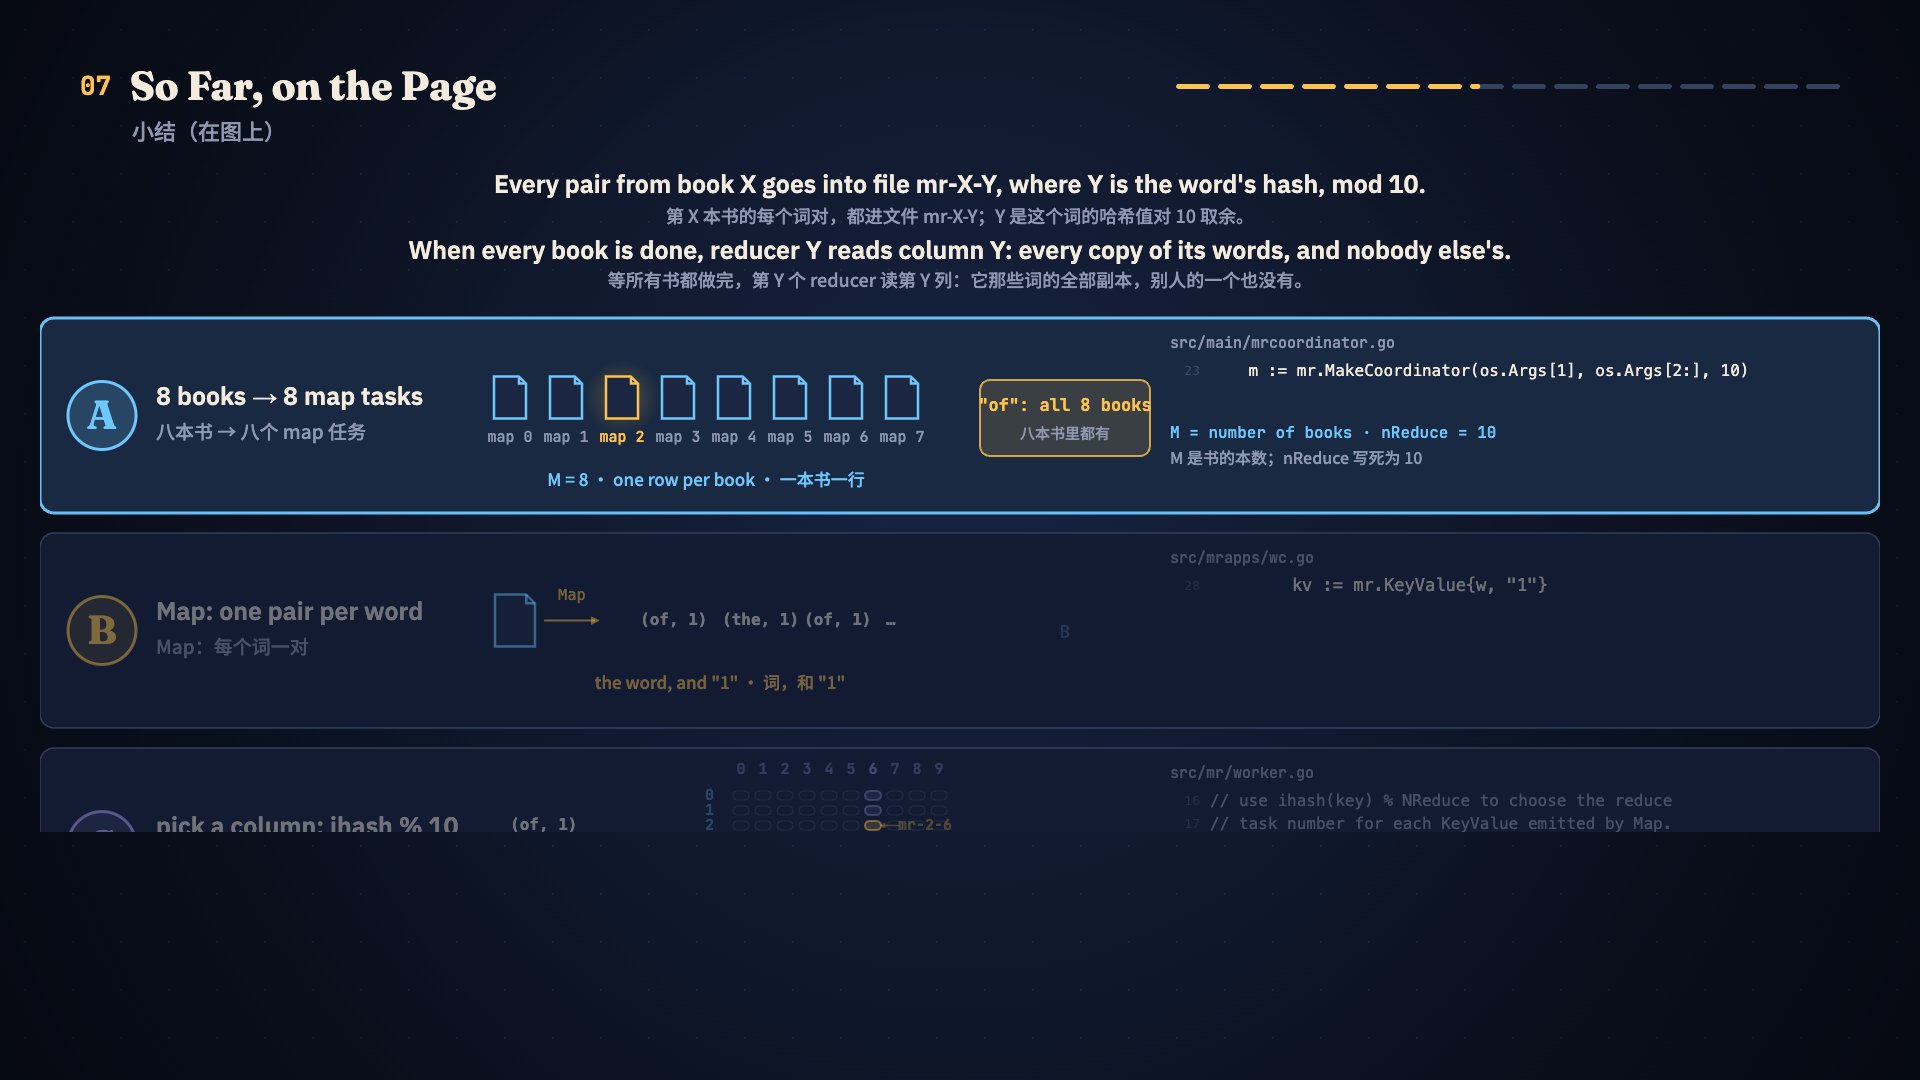 07 So Far, on the Page
小结（在图上）
Every pair from book X goes into file mr-X-Y, where Y is the word's hash, mod 10.
第 X 本书的每个词对，都进文件 mr-X-Y；Y 是这个词的哈希值对 10 取余。
When every book is done, reducer Y reads column Y: every copy of its words, and nobody else's.
等所有书都做完，第 Y 个 reducer 读第 Y 列：它那些词的全部副本，别人的一个也没有。
A
8 books → 8 map tasks
八本书 → 八个 map 任务
map 0 map 1 map 2 map 3 map 4 map 5 map 6 map 7
M = 8 • one row per book • 一本书一行
"of": all 8 books
八本书里都有
src/main/mrcoordinator.go
23 m := mr.MakeCoordinator(os.Args[1], os.Args[2:], 10)
M = number of books · nReduce = 10
M 是书的本数；nReduce 写死为 10
B
Map: one pair per word
Map：每个词一对
Map
(of, 1) (the, 1) (of, 1) …
the word, and "1" • 词，和 "1"
B
src/mrapps/wc.go
28 kv := mr.KeyValue{w, "1"}
pick a column: ihash % 10
(of, 1)
0 1 2 3 4 5 6 7 8 9
0
1
2
mr-2-6
src/mr/worker.go
16 // use ihash(key) % NReduce to choose the reduce
17 // task number for each KeyValue emitted by Map.